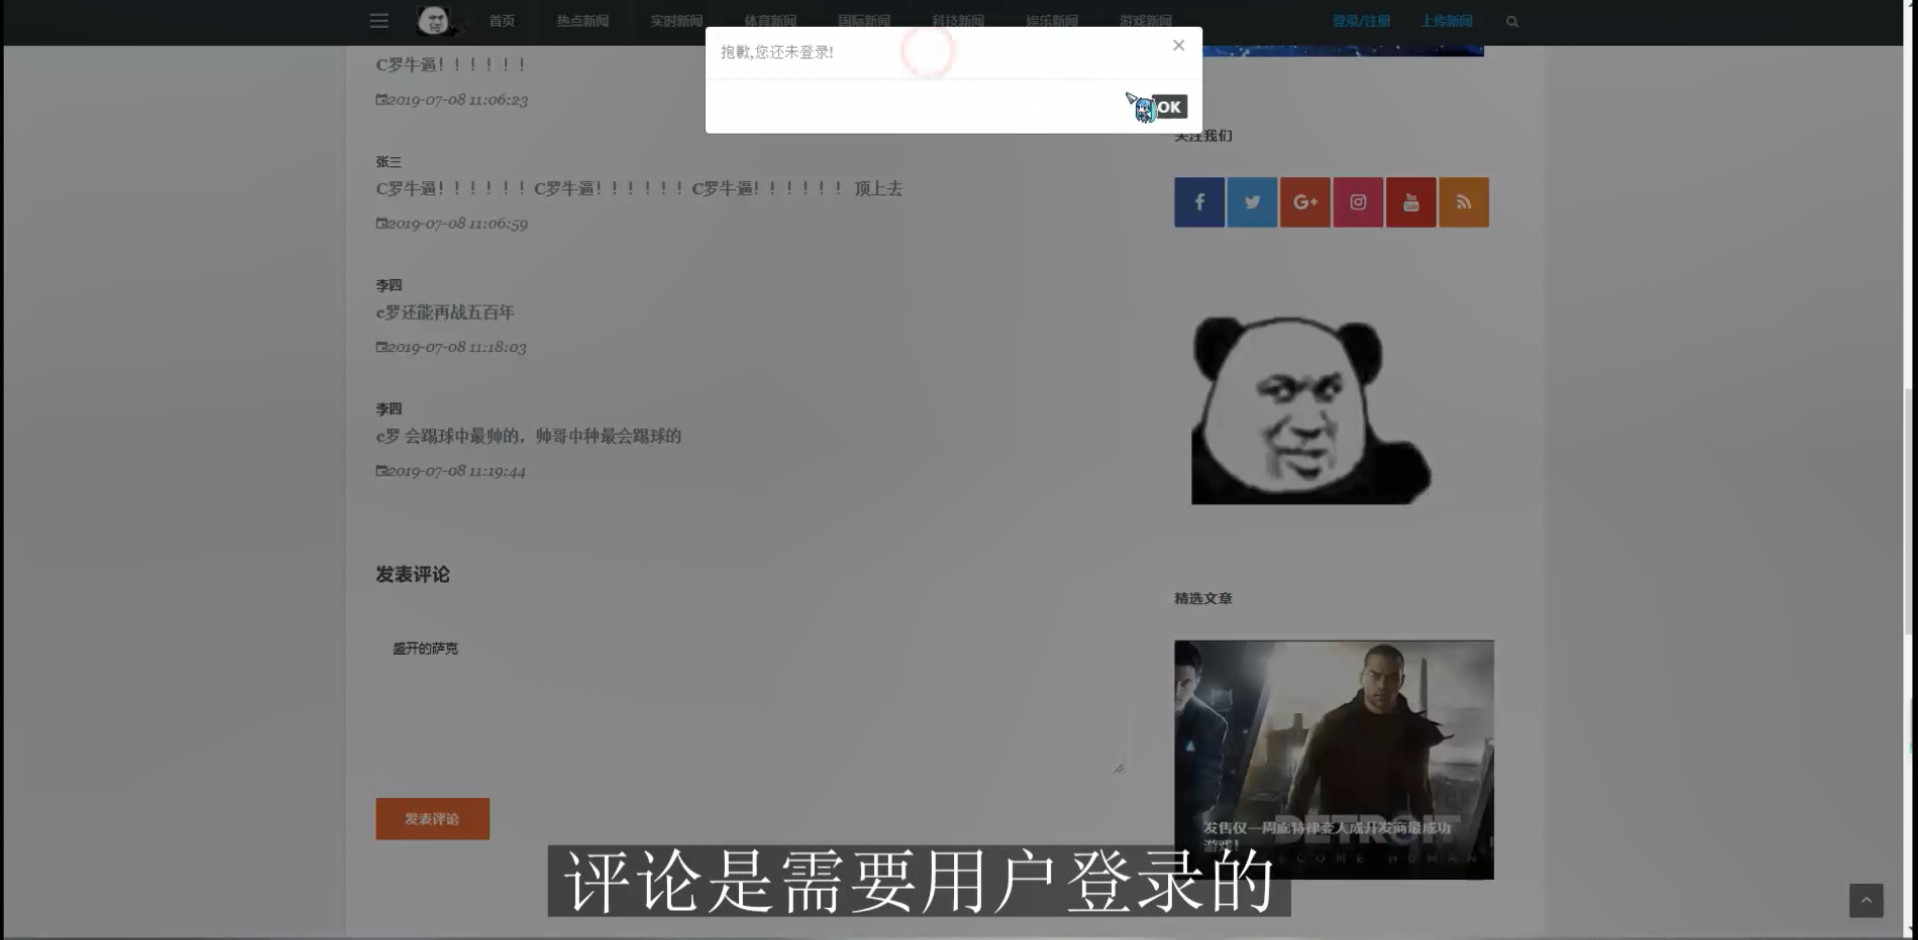 首页 热点新闻 实时新闻 体育新闻 国际新闻 科技新闻 娱乐新闻 游戏新闻 登录/注册 上传新闻
抱歉,您还未登录!
×
OK
C罗牛逼！！！！！！
2019-07-08 11:06:23
张三
C罗牛逼！！！！！！C罗牛逼！！！！！！C罗牛逼！！！！！！ 顶上去
2019-07-08 11:06:59
李四
c罗还能再战五百年
2019-07-08 11:18:03
李四
c罗 会踢球中最帅的，帅哥中种最会踢球的
2019-07-08 11:19:44
发表评论
盛开的萨克
发表评论
关注我们
f
G+
You
精选文章
发售仅一周底特律变人成开发商最成功
游戏!
DETROIT
BECOME HUMAN
评论是需要用户登录的